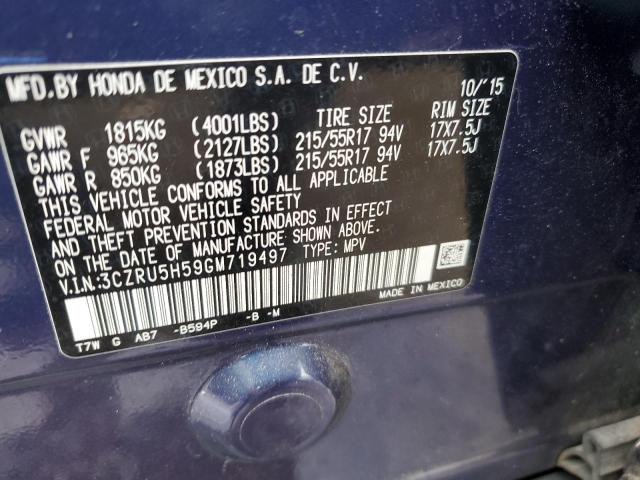 MFD.BY HONDA DE MEXICO S.A. DE C.V.
10/'15
GVWR 1815KG (4001LBS) TIRE SIZE RIM SIZE
GAWR F 965KG (2127LBS) 215/55R17 94V 17X7.5J
GAWR R 850KG (1873LBS) 215/55R17 94V 17X7.5J
THIS VEHICLE CONFORMS TO ALL APPLICABLE
FEDERAL MOTOR VEHICLE SAFETY
AND THEFT PREVENTION STANDARDS IN EFFECT
ON THE DATE OF MANUFACTURE SHOWN ABOVE.
V.I.N:3CZRU5H59GM719497 TYPE: MPV
MADE IN MEXICO
T7W G AB7 -B594P -B -M